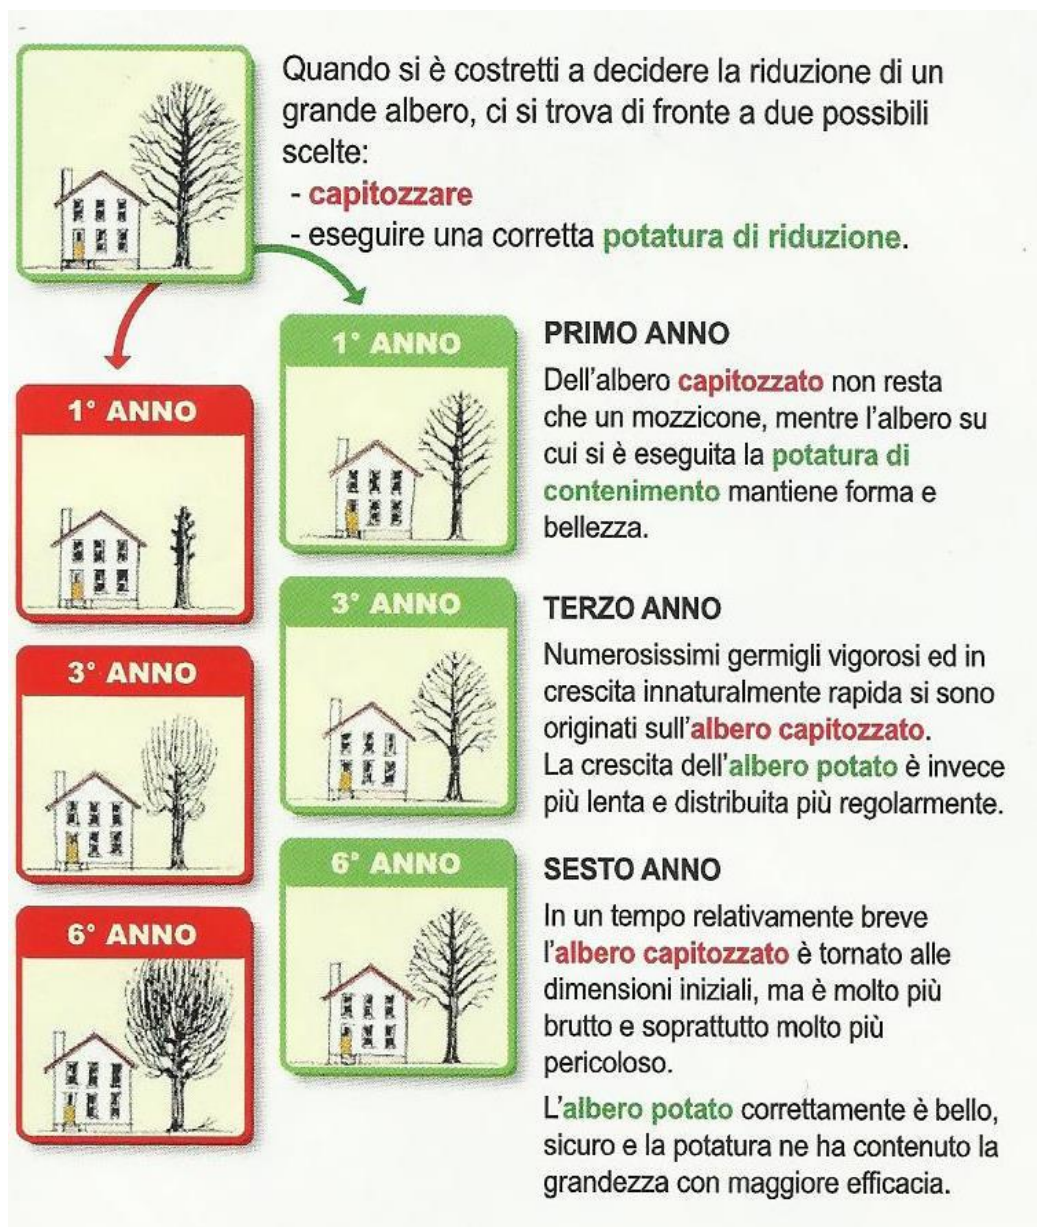 Quando si è costretti a decidere la riduzione di un
grande albero, ci si trova di fronte a due possibili
scelte:
- capitozzare
- eseguire una corretta potatura di riduzione.
1° ANNO
1° ANNO
PRIMO ANNO
Dell'albero capitozzato non resta
che un mozzicone, mentre l'albero su
cui si è eseguita la potatura di
contenimento mantiene forma e
bellezza.
3° ANNO
3° ANNO
TERZO ANNO
Numerosissimi germigli vigorosi ed in
crescita innaturalmente rapida si sono
originati sull'albero capitozzato.
La crescita dell'albero potato è invece
più lenta e distribuita più regolarmente.
6° ANNO
6° ANNO
SESTO ANNO
In un tempo relativamente breve
l'albero capitozzato è tornato alle
dimensioni iniziali, ma è molto più
brutto e soprattutto molto più
pericoloso.
L'albero potato correttamente è bello,
sicuro e la potatura ne ha contenuto la
grandezza con maggiore efficacia.